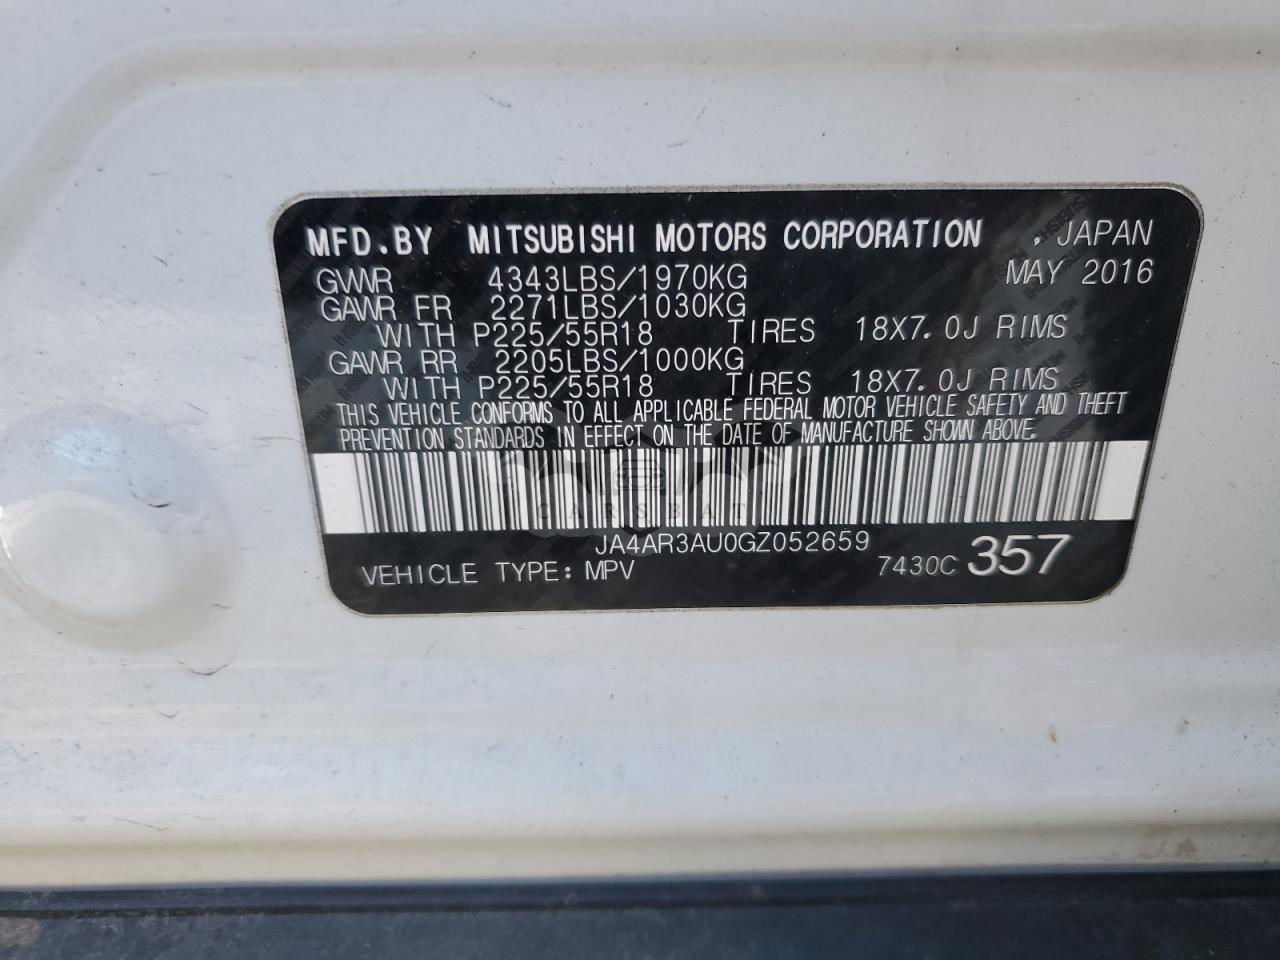 MFD.BY MITSUBISHI MOTORS CORPORATION , JAPAN
GVWR 4343LBS/1970KG MAY 2016
GAWR FR 2271LBS/1030KG
WITH P225/55R18 TIRES 18X7.0J RIMS
GAWR RR 2205LBS/1000KG
WITH P225/55R18 TIRES 18X7.0J RIMS
THIS VEHICLE CONFORMS TO ALL APPLICABLE FEDERAL MOTOR VEHICLE SAFETY AND THEFT
PREVENTION STANDARDS IN EFFECT ON THE DATE OF MANUFACTURE SHOWN ABOVE.
CARSBAT
JA4AR3AU0GZ052659
VEHICLE TYPE: MPV 7430C 357